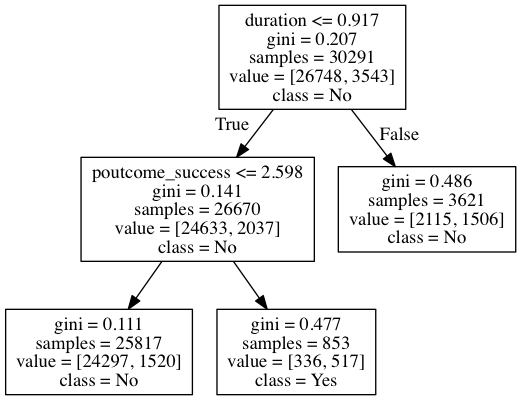 duration <= 0.917
gini = 0.207
samples = 30291
value = [26748, 3543]
class = No
True
False
poutcome_success <= 2.598
gini = 0.141
samples = 26670
value = [24633, 2037]
class = No
gini = 0.486
samples = 3621
value = [2115, 1506]
class = No
gini = 0.111
samples = 25817
value = [24297, 1520]
class = No
gini = 0.477
samples = 853
value = [336, 517]
class = Yes